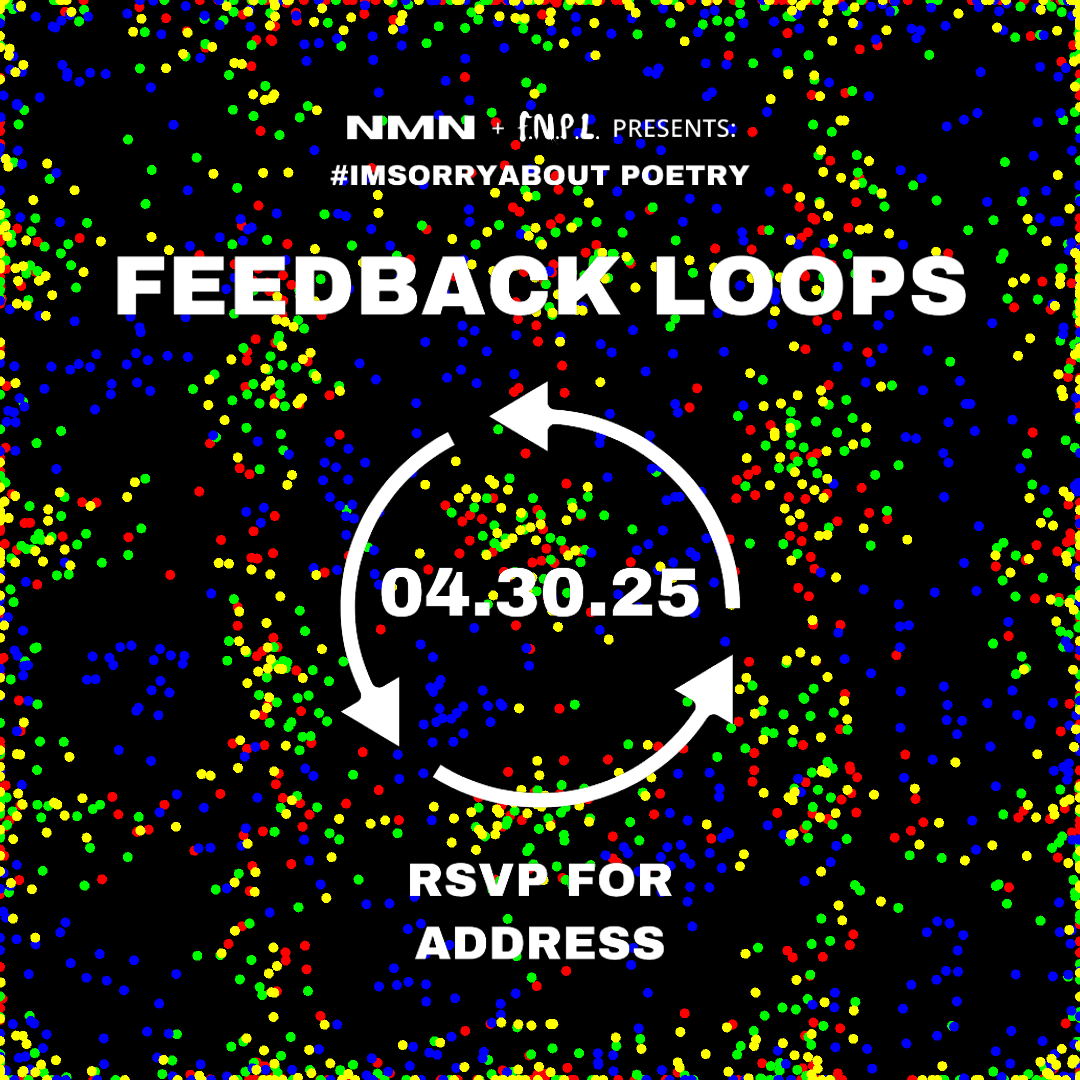 NMN + F.N.P.L. PRESENTS:
#IMSORRYABOUT POETRY
FEEDBACK LOOPS
04.30.25
RSVP FOR
ADDRESS